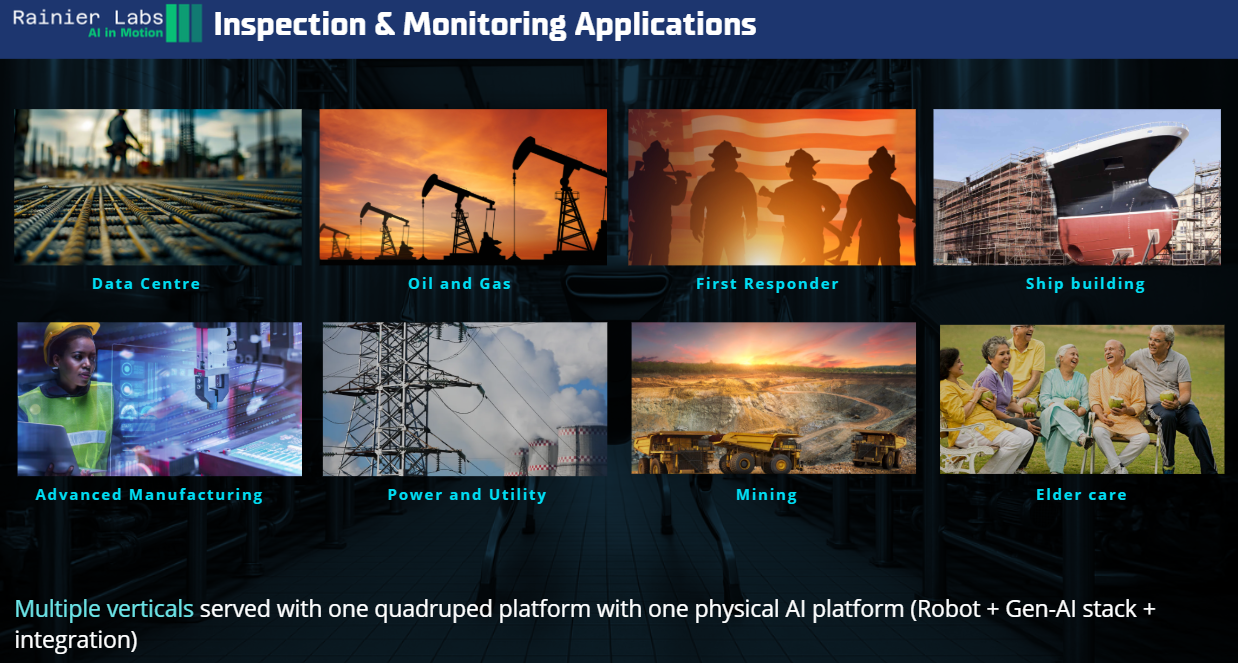 Rainier Labs
AI in Motion
Inspection & Monitoring Applications
Data Centre
Oil and Gas
First Responder
Ship building
Advanced Manufacturing
Power and Utility
Mining
Elder care
Multiple verticals served with one quadruped platform with one physical AI platform (Robot + Gen-AI stack +
integration)